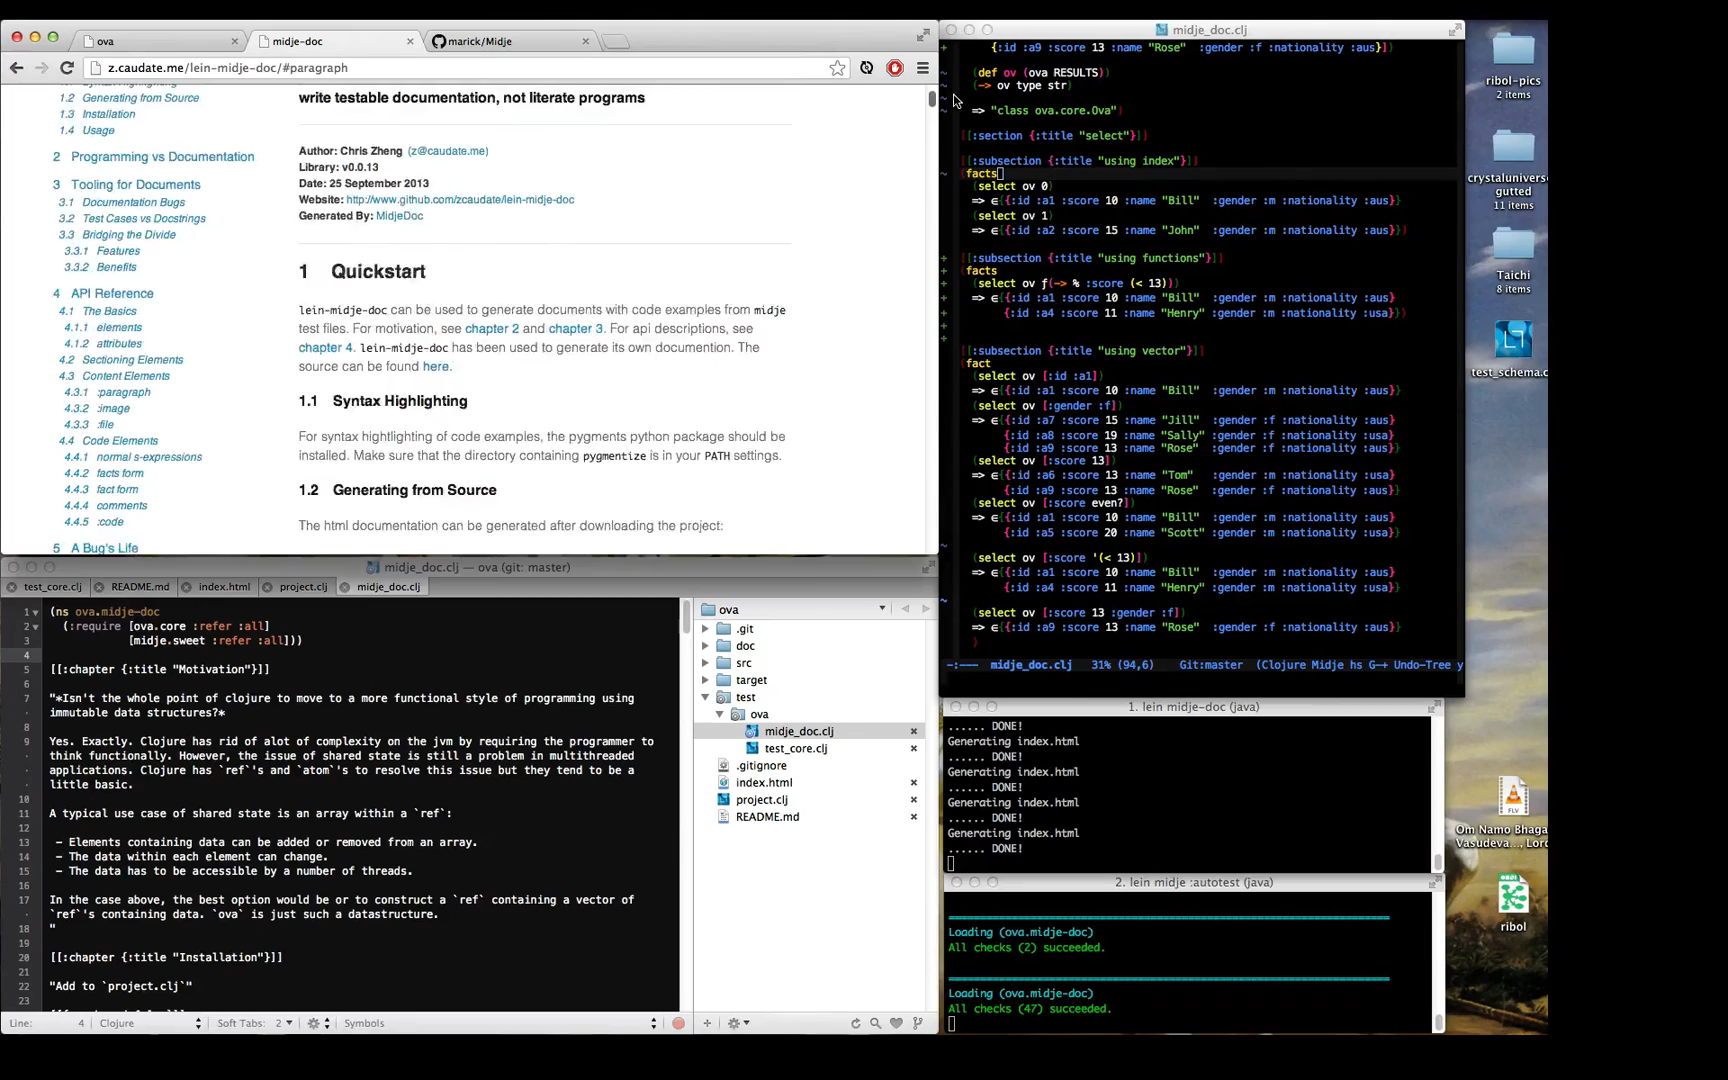 ova
midje-doc
marick/Midje
z.caudate.me/lein-midje-doc/#paragraph
1.2 Generating from Source
1.3 Installation
1.4 Usage
2 Programming vs Documentation
3 Tooling for Documents
3.1 Documentation Bugs
3.2 Test Cases vs Docstrings
3.3 Bridging the Divide
3.3.1 Features
3.3.2 Benefits
4 API Reference
4.1 The Basics
4.1.1 elements
4.1.2 attributes
4.2 Sectioning Elements
4.3 Content Elements
4.3.1 :paragraph
4.3.2 :image
4.3.3 :file
4.4 Code Elements
4.4.1 normal s-expressions
4.4.2 facts form
4.4.3 fact form
4.4.4 comments
4.4.5 :code
5 A Bug's Life
write testable documentation, not literate programs
Author: Chris Zheng (z@caudate.me)
Library: v0.0.13
Date: 25 September 2013
Website: http://www.github.com/zcaudate/lein-midje-doc
Generated By: MidjeDoc
1 Quickstart
lein-midje-doc can be used to generate documents with code examples from midje
test files. For motivation, see chapter 2 and chapter 3. For api descriptions, see
chapter 4. lein-midje-doc has been used to generate its own documentation. The
source can be found here.
1.1 Syntax Highlighting
For syntax hightlighting of code examples, the pygments python package should be
installed. Make sure that the directory containing pygmentize is in your PATH settings.
1.2 Generating from Source
The html documentation can be generated after downloading the project:
midje_doc.clj
{:id :a9 :score 13 :name "Rose" :gender :f :nationality :aus}])
(def ov (ova RESULTS))
(-> ov type str)
=> "class ova.core.Ova")
[[:section {:title "select"}]]
[[:subsection {:title "using index"}]]
(facts
(select ov 0)
=> ∈{{:id :a1 :score 10 :name "Bill" :gender :m :nationality :aus}}
(select ov 1)
=> ∈{{:id :a2 :score 15 :name "John" :gender :m :nationality :aus}})
[[:subsection {:title "using functions"}]]
(facts
(select ov ƒ(-> % :score (< 13)))
=> ∈{{:id :a1 :score 10 :name "Bill" :gender :m :nationality :aus}
{:id :a4 :score 11 :name "Henry" :gender :m :nationality :usa}})
[[:subsection {:title "using vector"}]]
(fact
(select ov [:id :a1])
=> ∈{{:id :a1 :score 10 :name "Bill" :gender :m :nationality :aus}}
(select ov [:gender :f])
=> ∈{{:id :a7 :score 15 :name "Jill" :gender :f :nationality :aus}
{:id :a8 :score 19 :name "Sally" :gender :f :nationality :usa}
{:id :a9 :score 13 :name "Rose" :gender :f :nationality :aus}}
(select ov [:score 13])
=> ∈{{:id :a6 :score 13 :name "Tom" :gender :m :nationality :usa}
{:id :a9 :score 13 :name "Rose" :gender :f :nationality :aus}}
(select ov [:score even?])
=> ∈{{:id :a1 :score 10 :name "Bill" :gender :m :nationality :aus}
{:id :a5 :score 20 :name "Scott" :gender :m :nationality :usa}}
(select ov [:score '(< 13)])
=> ∈{{:id :a1 :score 10 :name "Bill" :gender :m :nationality :aus}
{:id :a4 :score 11 :name "Henry" :gender :m :nationality :usa}}
(select ov [:score 13 :gender :f])
=> ∈{{:id :a9 :score 13 :name "Rose" :gender :f :nationality :aus}}
)
-:--- midje_doc.clj 31% (94,6) Git:master (Clojure Midje hs G-+ Undo-Tree y
ribol-pics
2 items
crystaluniverse
gutted
11 items
Taichi
8 items
test_schema.c
Om Namo Bhaga
Vasudeva..., Lord
ribol
midje_doc.clj — ova (git: master)
test_core.clj
README.md
index.html
project.clj
midje_doc.clj
1 (ns ova.midje-doc
2 (:require [ova.core :refer :all]
3 [midje.sweet :refer :all]))
4
5 [[:chapter {:title "Motivation"}]]
6
7 "*Isn't the whole point of clojure to move to a more functional style of programming using
immutable data structures?*
8
9 Yes. Exactly. Clojure has rid of alot of complexity on the jvm by requiring the programmer to
think functionally. However, the issue of shared state is still a problem in multithreaded
applications. Clojure has `ref`'s and `atom`'s to resolve this issue but they tend to be a
little basic.
10
11 A typical use case of shared state is an array within a `ref`:
12
13 - Elements containing data can be added or removed from an array.
14 - The data within each element can change.
15 - The data has to be accessible by a number of threads.
16
17 In the case above, the best option would be or to construct a `ref` containing a vector of
`ref`'s containing data. `ova` is just such a datastructure.
18 "
19
20 [[:chapter {:title "Installation"}]]
21
22 "Add to `project.clj`"
23
Line: 4 Clojure Soft Tabs: 2 Symbols
ova
.git
doc
src
target
test
ova
midje_doc.clj
test_core.clj
.gitignore
index.html
project.clj
README.md
1. lein midje-doc (java)
...... DONE!
Generating index.html
...... DONE!
Generating index.html
...... DONE!
Generating index.html
...... DONE!
Generating index.html
...... DONE!
2. lein midje :autotest (java)
======================================================================
Loading (ova.midje-doc)
All checks (2) succeeded.
======================================================================
Loading (ova.midje-doc)
All checks (47) succeeded.